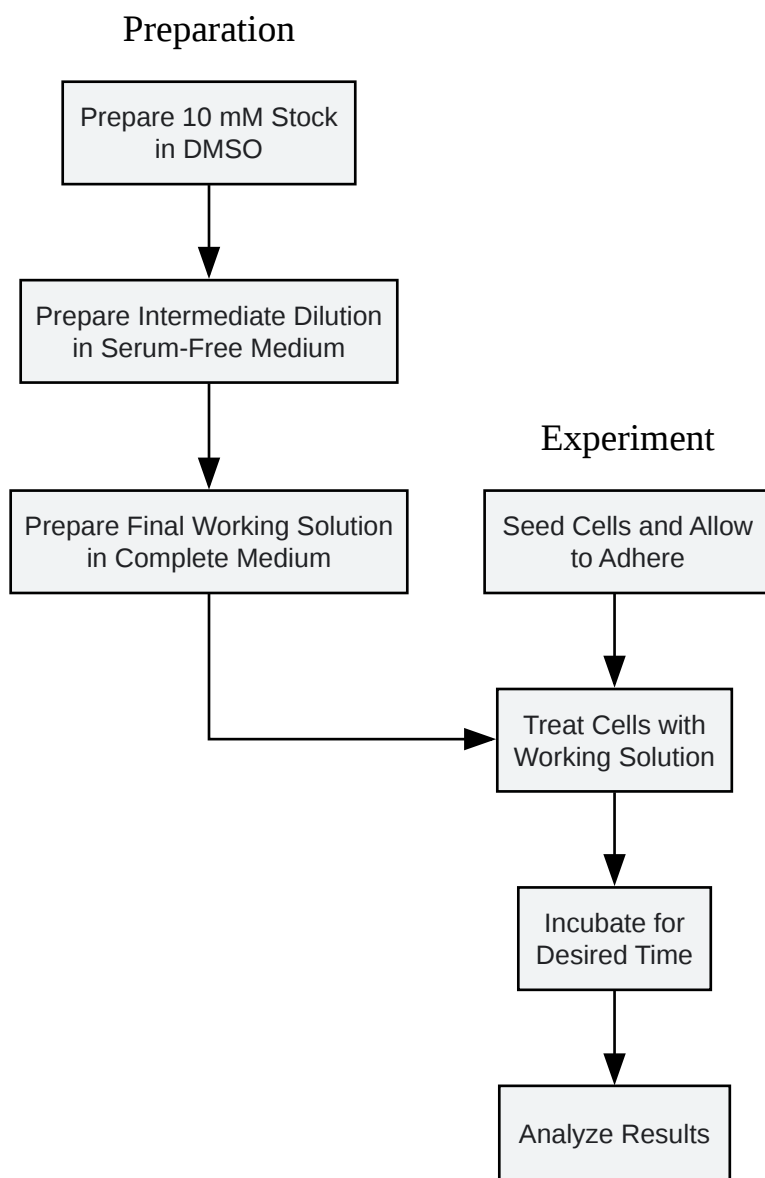 Preparation
Prepare 10 mM Stock
in DMSO
Prepare Intermediate Dilution
in Serum-Free Medium
Prepare Final Working Solution
in Complete Medium
Experiment
Seed Cells and Allow
to Adhere
Treat Cells with
Working Solution
Incubate for
Desired Time
Analyze Results